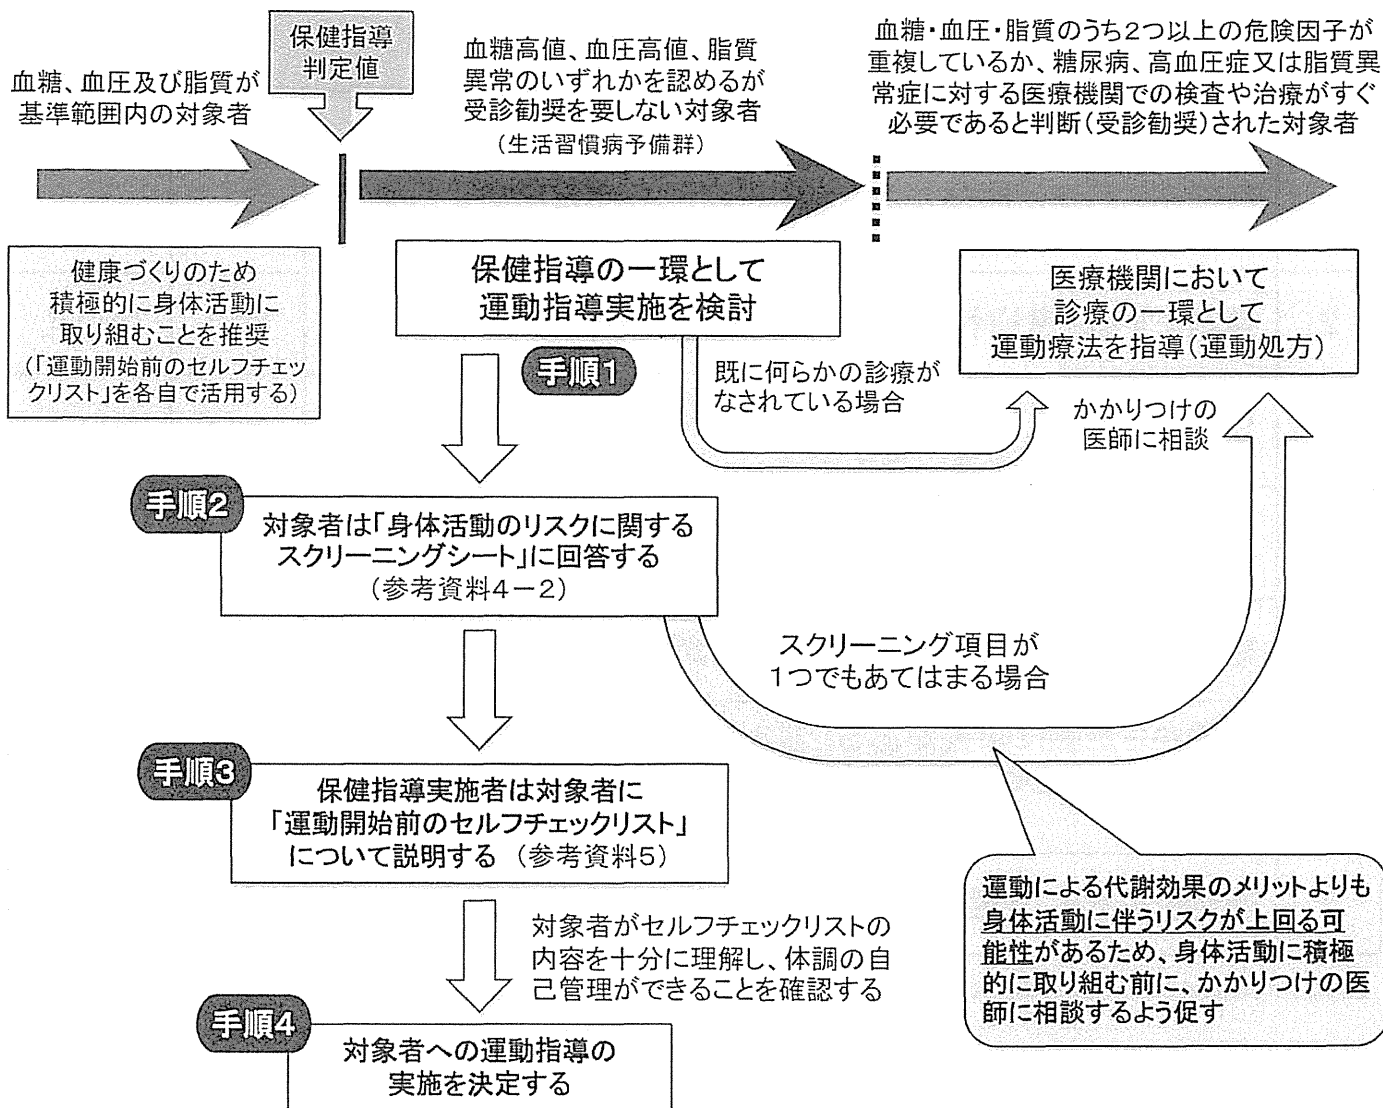 保健指導
判定値
血糖、血圧及び脂質が
基準範囲内の対象者
血糖高値、血圧高値、脂質
異常のいずれかを認めるが
受診勧奨を要しない対象者
(生活習慣病予備群)
血糖・血圧・脂質のうち2つ以上の危険因子が
重複しているか、糖尿病、高血圧症又は脂質異
常症に対する医療機関での検査や治療がすぐ
必要であると判断(受診勧奨)された対象者
健康づくりのため
積極的に身体活動に
取り組むことを推奨
(「運動開始前のセルフチェッ
クリスト」を各自で活用する)
保健指導の一環として
運動指導実施を検討
医療機関において
診療の一環として
運動療法を指導(運動処方)
手順1
既に何らかの診療が
なされている場合
かかりつけの
医師に相談
手順2
対象者は「身体活動のリスクに関する
スクリーニングシート」に回答する
(参考資料4-2)
スクリーニング項目が
1つでもあてはまる場合
手順3
保健指導実施者は対象者に
「運動開始前のセルフチェックリスト」
について説明する (参考資料5)
対象者がセルフチェックリストの
内容を十分に理解し、体調の自
己管理ができることを確認する
運動による代謝効果のメリットよりも
身体活動に伴うリスクが上回る可
能性があるため、身体活動に積極
的に取り組む前に、かかりつけの医
師に相談するよう促す
手順4
対象者への運動指導の
実施を決定する